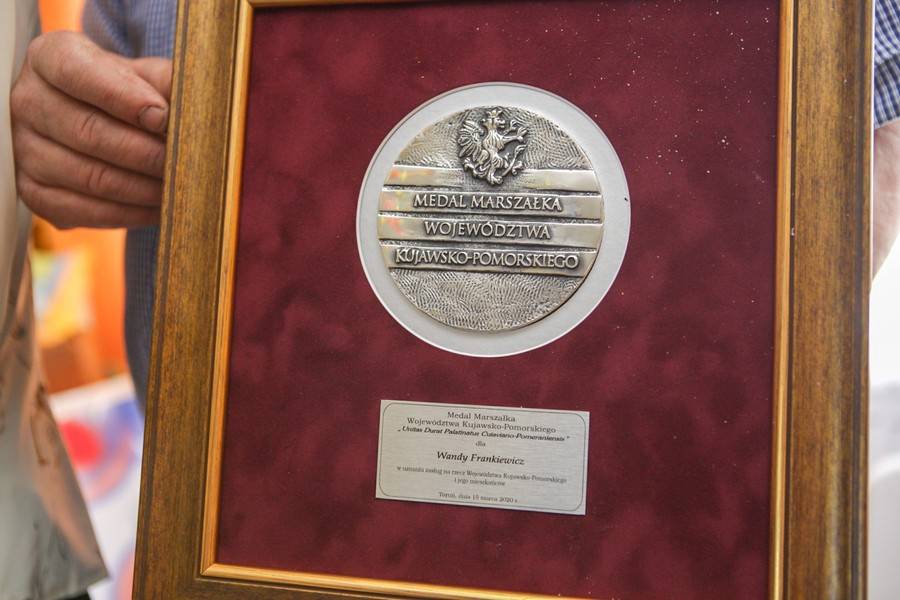 MEDAL MARSZAŁKA
WOJEWÓDZTWA
KUJAWSKO-POMORSKIEGO
Medal Marszałka
Województwa Kujawsko-Pomorskiego
„Unitas Durat Palatinatus Cuiaviano-Pomeraniensis”
dla
Wandy Frankiewicz
w uznaniu zasług na rzecz Województwa Kujawsko-Pomorskiego
i jego mieszkańców
Toruń, dnia 15 marca 2020 r.